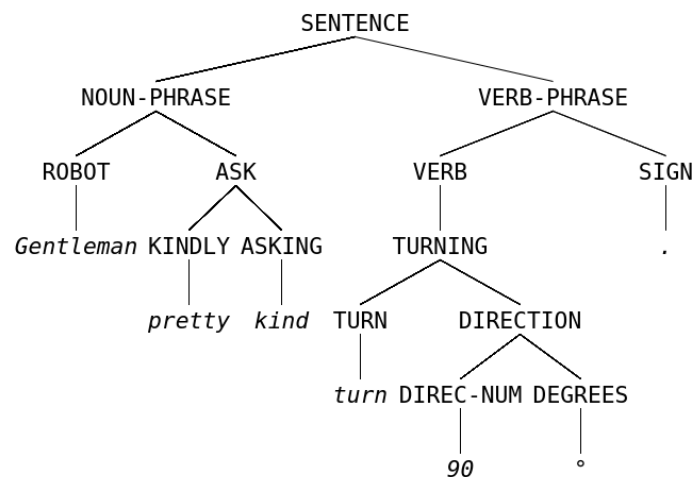 SENTENCE
NOUN-PHRASE VERB-PHRASE
ROBOT ASK VERB SIGN
Gentleman KINDLY ASKING TURNING .
pretty kind TURN DIRECTION
turn DIREC-NUM DEGREES
90 °